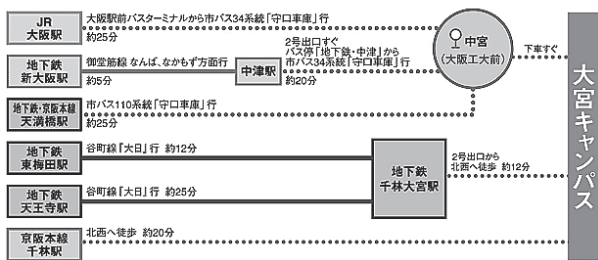 JR
大阪駅
大阪駅前バスターミナルから市バス34系統「守口車庫」行
約25分
地下鉄
新大阪駅
御堂筋線 なんば、なかもず方面行
約5分
中津駅
2号出口すぐ
バス停「地下鉄・中津」から
市バス34系統「守口車庫」行
約20分
中宮
(大阪工大前)
下車すぐ
地下鉄・京阪本線
天満橋駅
市バス110系統「守口車庫」行
約25分
地下鉄
東梅田駅
谷町線『大日』行 約12分
地下鉄
天王寺駅
谷町線『大日』行 約25分
地下鉄
千林大宮駅
2号出口から
北西へ徒歩 約12分
京阪本線
千林駅
北西へ徒歩 約20分
大宮キャンパス